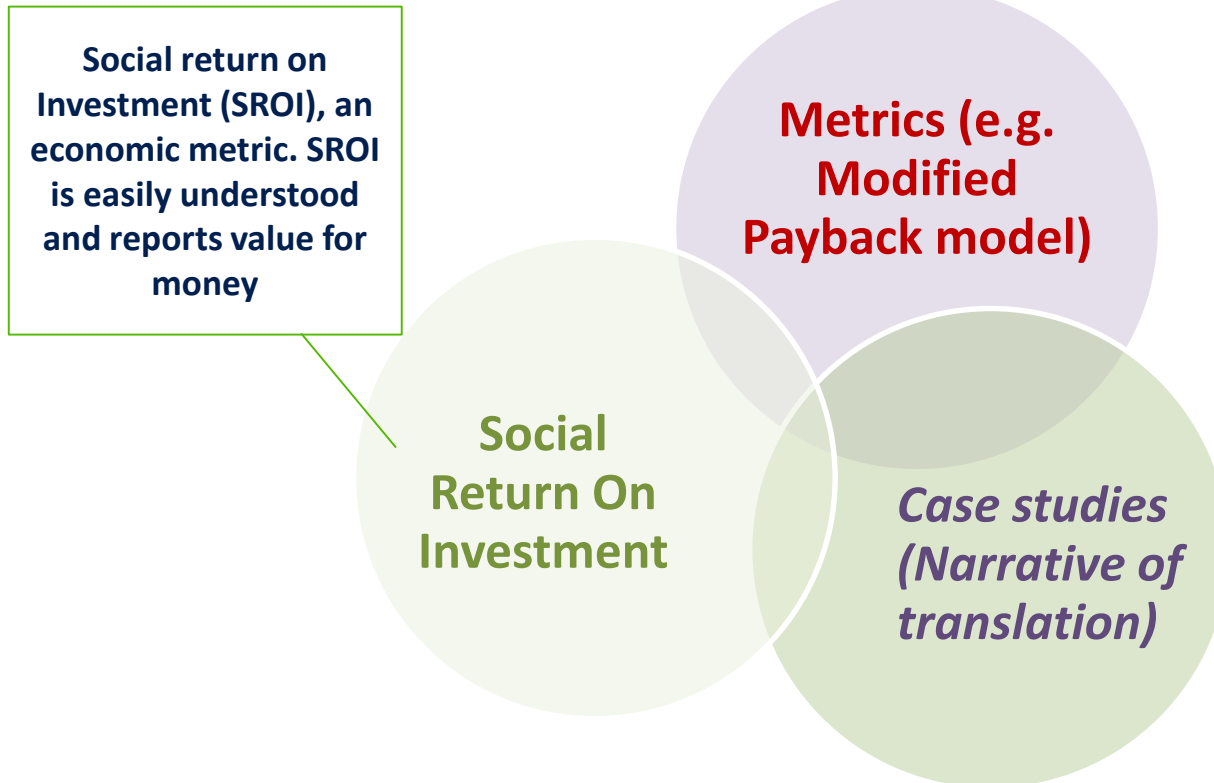 Social return on
Investment (SROI), an
economic metric. SROI
is easily understood
and reports value for
money
Metrics (e.g.
Modified
Payback model)
Social
Return On
Investment
Case studies
(Narrative of
translation)